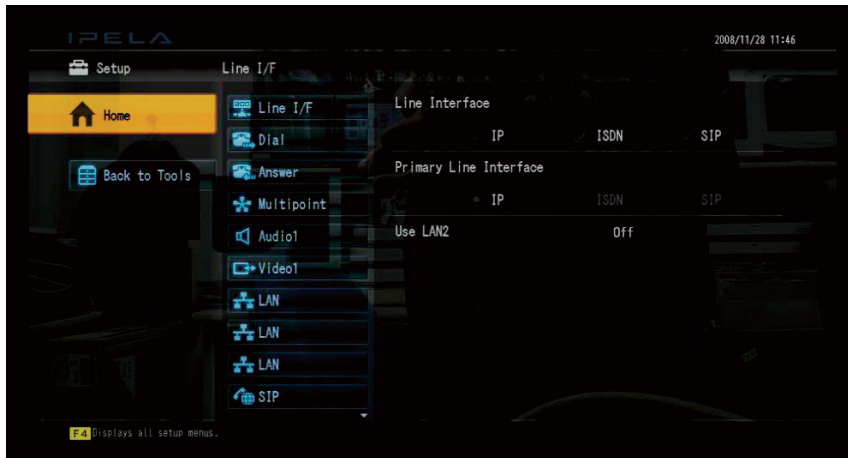 IPELA
2008/11/28 11:46
Setup
Line I/F
Home
Back to Tools
Line I/F
Dial
Answer
Multipoint
Audio1
Video1
LAN
LAN
LAN
SIP
Line Interface
IP ISDN SIP
Primary Line Interface
IP ISDN SIP
Use LAN2 Off
F4 Displays all setup menus.